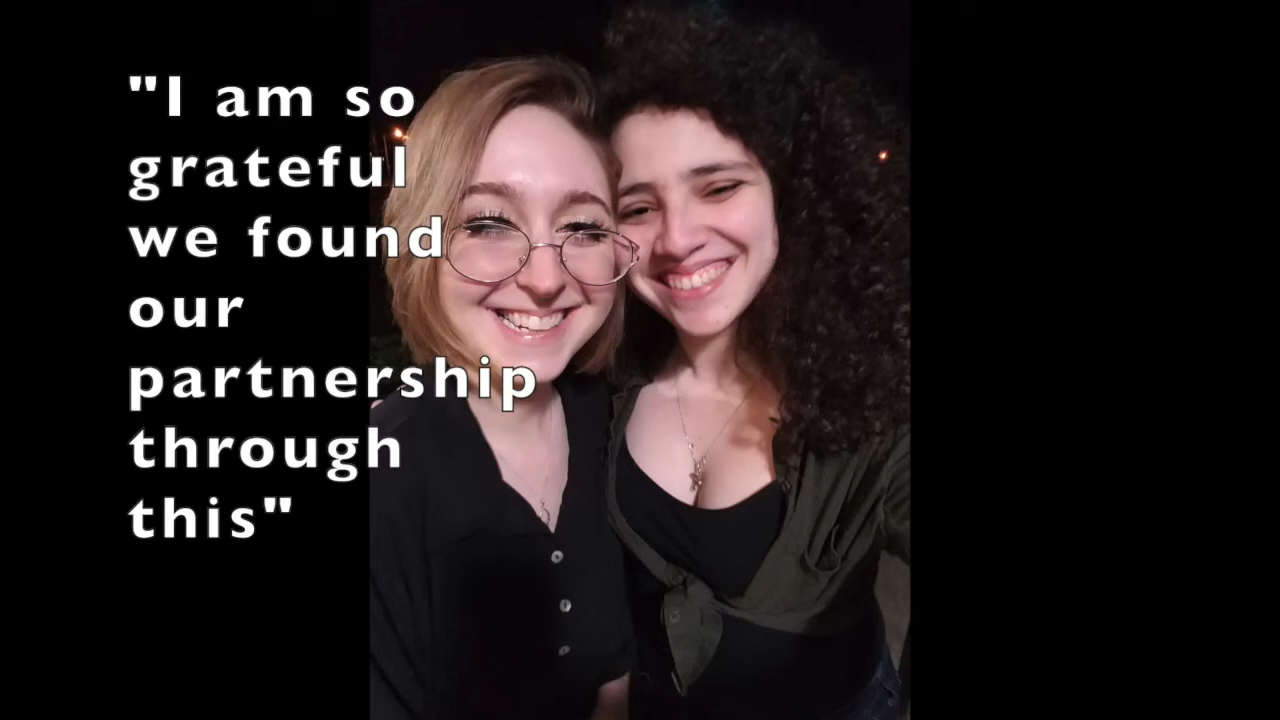 "I am so
grateful
we found
our
partnership
through
this"